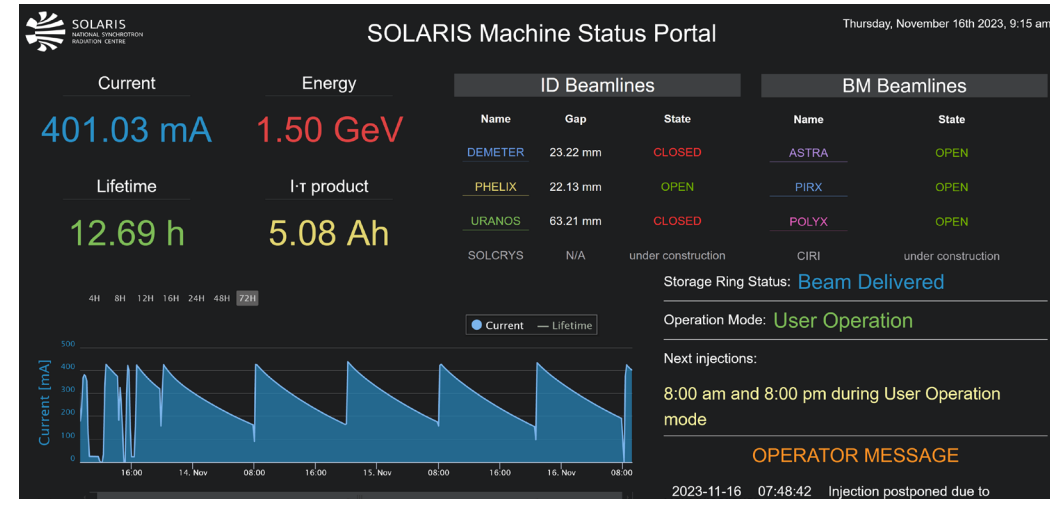 SOLARIS
NATIONAL SYNCHROTRON
RADIATION CENTRE
SOLARIS Machine Status Portal
Thursday, November 16th 2023, 9:15 am
Current
401.03 mA
Energy
1.50 GeV
Lifetime
12.69 h
I·τ product
5.08 Ah
ID Beamlines
Name Gap State
DEMETER 23.22 mm CLOSED
PHELIX 22.13 mm OPEN
URANOS 63.21 mm CLOSED
SOLCRYS N/A under construction
BM Beamlines
Name State
ASTRA OPEN
PIRX OPEN
POLYX OPEN
CIRI under construction
4H 8H 12H 16H 24H 48H 72H
Current Lifetime
Current [mA]
500
400
300
200
100
0
16:00 14. Nov 08:00 16:00 15. Nov 08:00 16:00 16. Nov 08:00
Storage Ring Status: Beam Delivered
Operation Mode: User Operation
Next injections:
8:00 am and 8:00 pm during User Operation
mode
OPERATOR MESSAGE
2023-11-16 07:48:42 Injection postponed due to